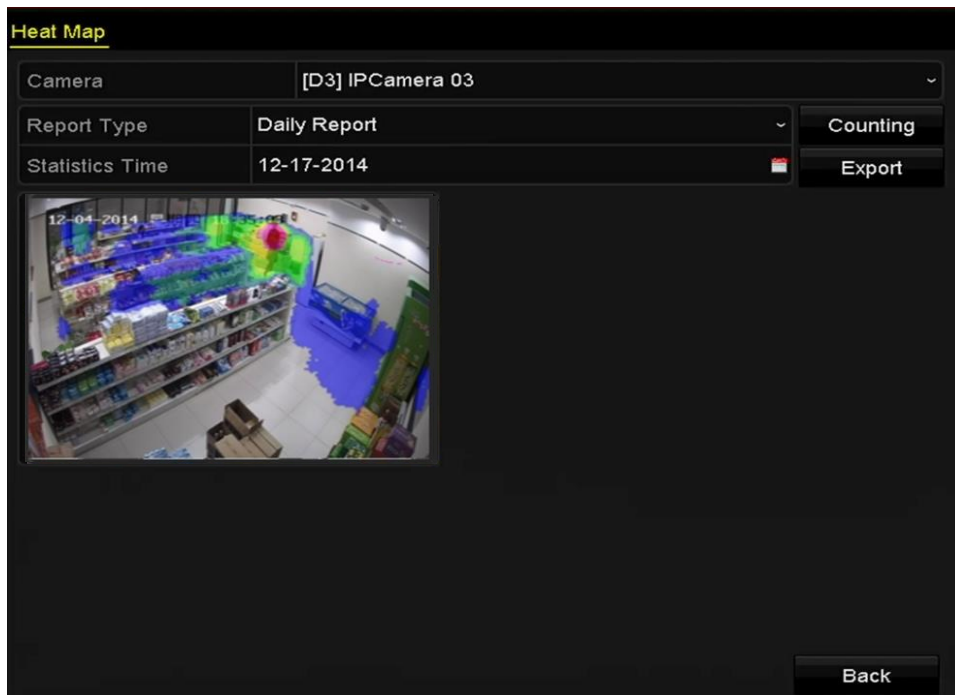 Heat Map
Camera [D3] IPCamera 03
Report Type Daily Report Counting
Statistics Time 12-17-2014 Export
12-04-2014
Back